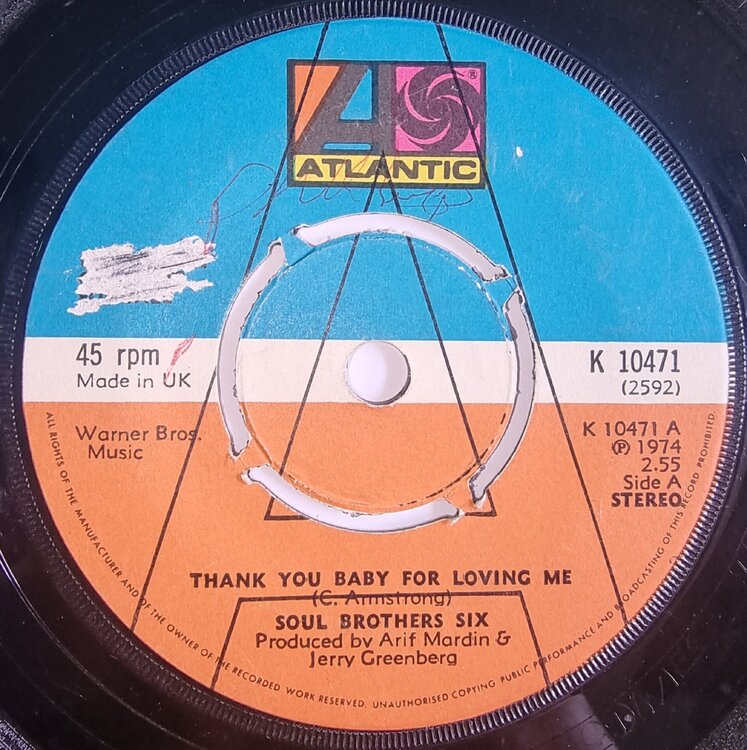 ATLANTIC
®
45 rpm
Made in UK
K 10471
(2592)
Warner Bros.
Music
K 10471 A
℗ 1974
2.55
Side A
STEREO
THANK YOU BABY FOR LOVING ME
(C. Armstrong)
SOUL BROTHERS SIX
Produced by Arif Mardin &
Jerry Greenberg
ALL RIGHTS OF THE MANUFACTURER AND OF THE OWNER OF THE RECORDED WORK RESERVED. UNAUTHORISED COPYING PUBLIC PERFORMANCE AND BROADCASTING OF THIS RECORD PROHIBITED.